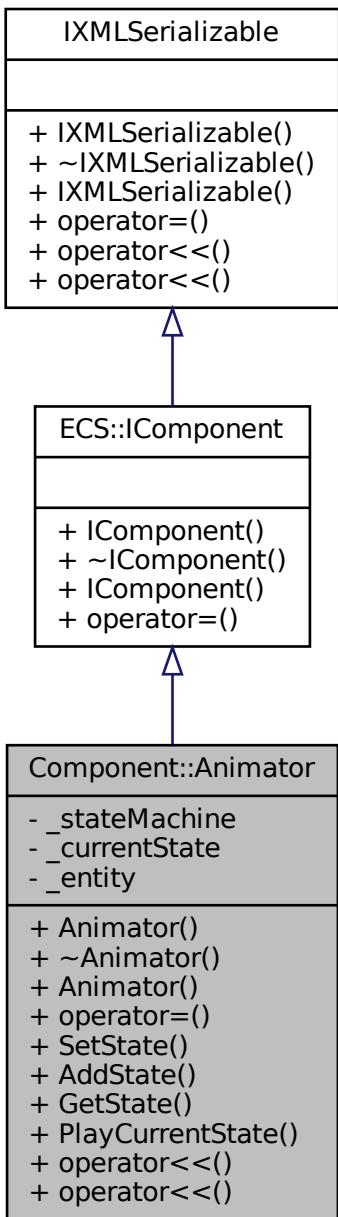 IXMLSerializable
+ IXMLSerializable()
+ ~IXMLSerializable()
+ IXMLSerializable()
+ operator=()
+ operator<<()
+ operator<<()
ECS::IComponent
+ IComponent()
+ ~IComponent()
+ IComponent()
+ operator=()
Component::Animator
- _stateMachine
- _currentState
- _entity
+ Animator()
+ ~Animator()
+ Animator()
+ operator=()
+ SetState()
+ AddState()
+ GetState()
+ PlayCurrentState()
+ operator<<()
+ operator<<()